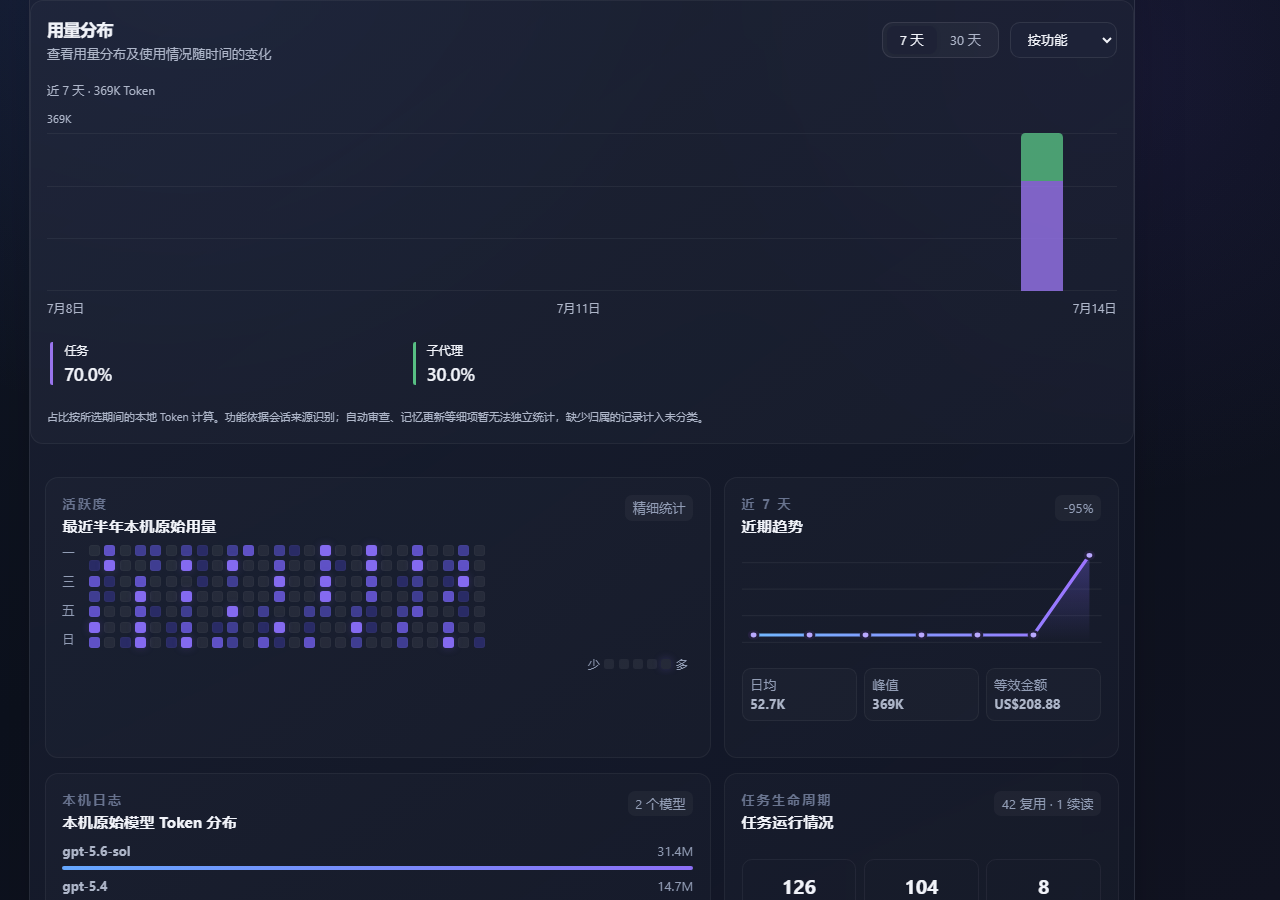 用量分布
查看用量分布及使用情况随时间的变化
7 天
30 天
按功能
近 7 天 · 369K Token
369K
7月8日
7月11日
7月14日
任务
70.0%
子代理
30.0%
占比按所选期间的本地 Token 计算。功能依据会话来源识别；自动审查、记忆更新等细项暂无法独立统计，缺少归属的记录计入未分类。
活跃度
最近半年本机原始用量
精细统计
一
三
五
日
少
多
近 7 天
近期趋势
-95%
日均
52.7K
峰值
369K
等效金额
US$208.88
本机日志
本机原始模型 Token 分布
2 个模型
gpt-5.6-sol
31.4M
gpt-5.4
14.7M
任务生命周期
任务运行情况
42 复用 · 1 续读
126
104
8